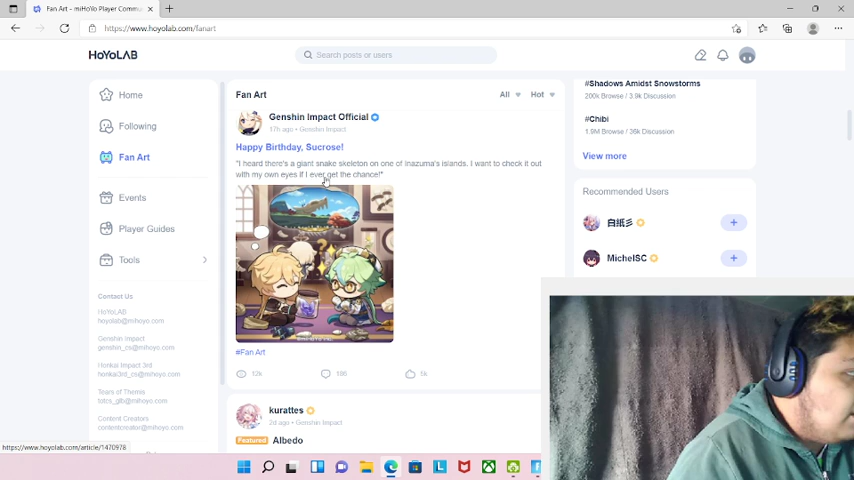 Fan Art - miHoYo Player Commu
https://www.hoyolab.com/fanart
HoYoLAB
Search posts or users
Home
Following
Fan Art
Events
Player Guides
Tools
Contact Us
HoYoLAB
hoyolab@mihoyo.com
Genshin Impact
genshin_cs@mihoyo.com
Honkai Impact 3rd
honkai3rd_cs@mihoyo.com
Tears of Themis
totcs_glb@mihoyo.com
Content Creators
contentcreator@mihoyo.com
https://www.hoyolab.com/article/1470978
Fan Art
All
Hot
Genshin Impact Official
17h ago • Genshin Impact
Happy Birthday, Sucrose!
"I heard there's a giant snake skeleton on one of Inazuma's islands. I want to check it out
with my own eyes if I ever get the chance!"
#Fan Art
12k
186
5k
kurattes
2d ago • Genshin Impact
Featured Albedo
#Shadows Amidst Snowstorms
200k Browse / 3.9k Discussion
#Chibi
1.9M Browse / 36k Discussion
View more
Recommended Users
白紙彡
MichelSC